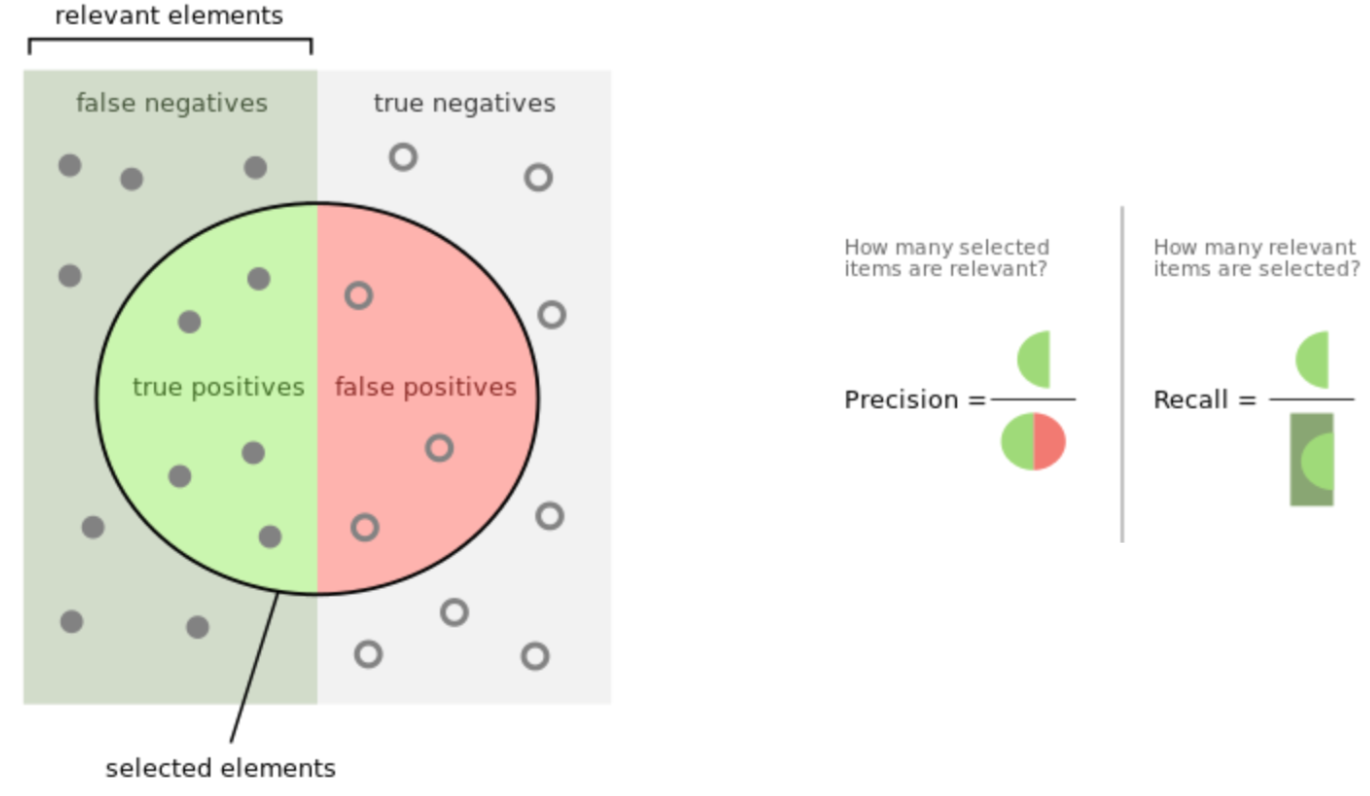 relevant elements
false negatives
true negatives
true positives
false positives
selected elements
How many selected
items are relevant?
Precision =
How many relevant
items are selected?
Recall =